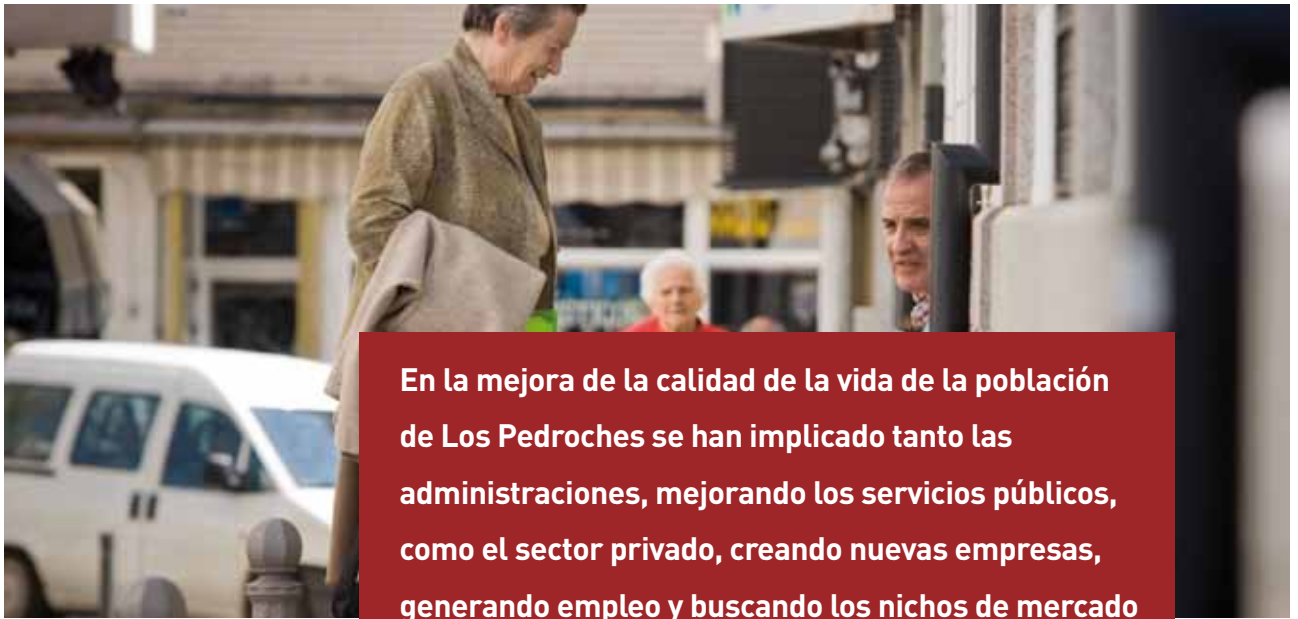 En la mejora de la calidad de la vida de la población
de Los Pedroches se han implicado tanto las
administraciones, mejorando los servicios públicos,
como el sector privado, creando nuevas empresas,
generando empleo y buscando los nichos de mercado